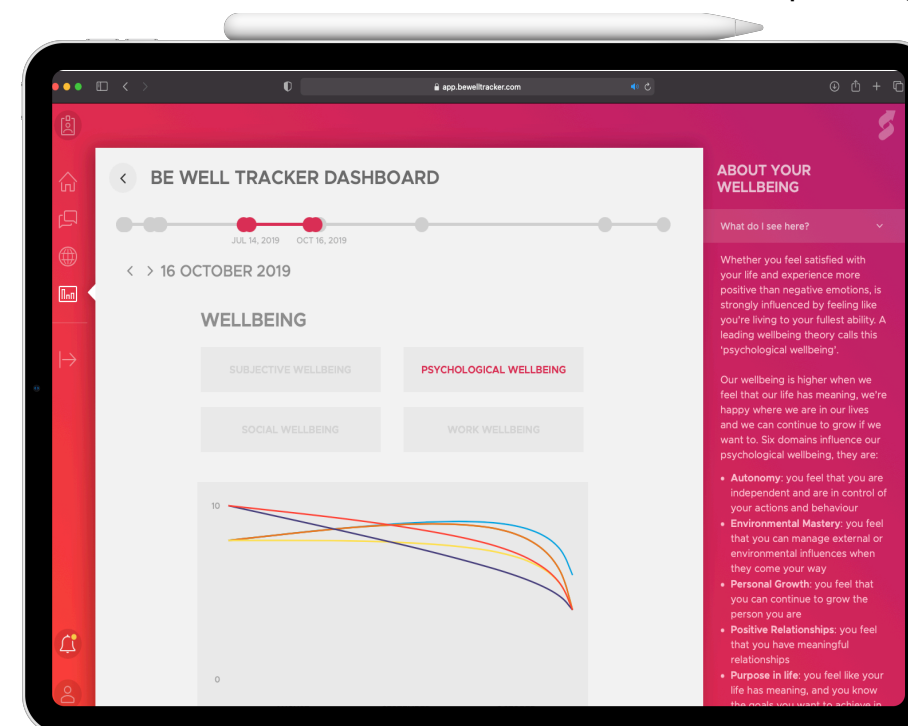 app.bewelltracker.com
BE WELL TRACKER DASHBOARD
JUL 14, 2019 OCT 16, 2019
16 OCTOBER 2019
WELLBEING
SUBJECTIVE WELLBEING
PSYCHOLOGICAL WELLBEING
SOCIAL WELLBEING
WORK WELLBEING
10
0
ABOUT YOUR
WELLBEING
What do I see here?
Whether you feel satisfied with
your life and experience more
positive than negative emotions, is
strongly influenced by feeling like
you're living to your fullest ability. A
leading wellbeing theory calls this
'psychological wellbeing'.
Our wellbeing is higher when we
feel that our life has meaning, we're
happy where we are in our lives
and we can continue to grow if we
want to. Six domains influence our
psychological wellbeing, they are:
• Autonomy: you feel that you are
independent and are in control of
your actions and behaviour
• Environmental Mastery: you feel
that you can manage external or
environmental influences when
they come your way
• Personal Growth: you feel that
you can continue to grow the
person you are
• Positive Relationships: you feel
that you have meaningful
relationships
• Purpose in life: you feel like your
life has meaning, and you know
the goals you want to achieve in